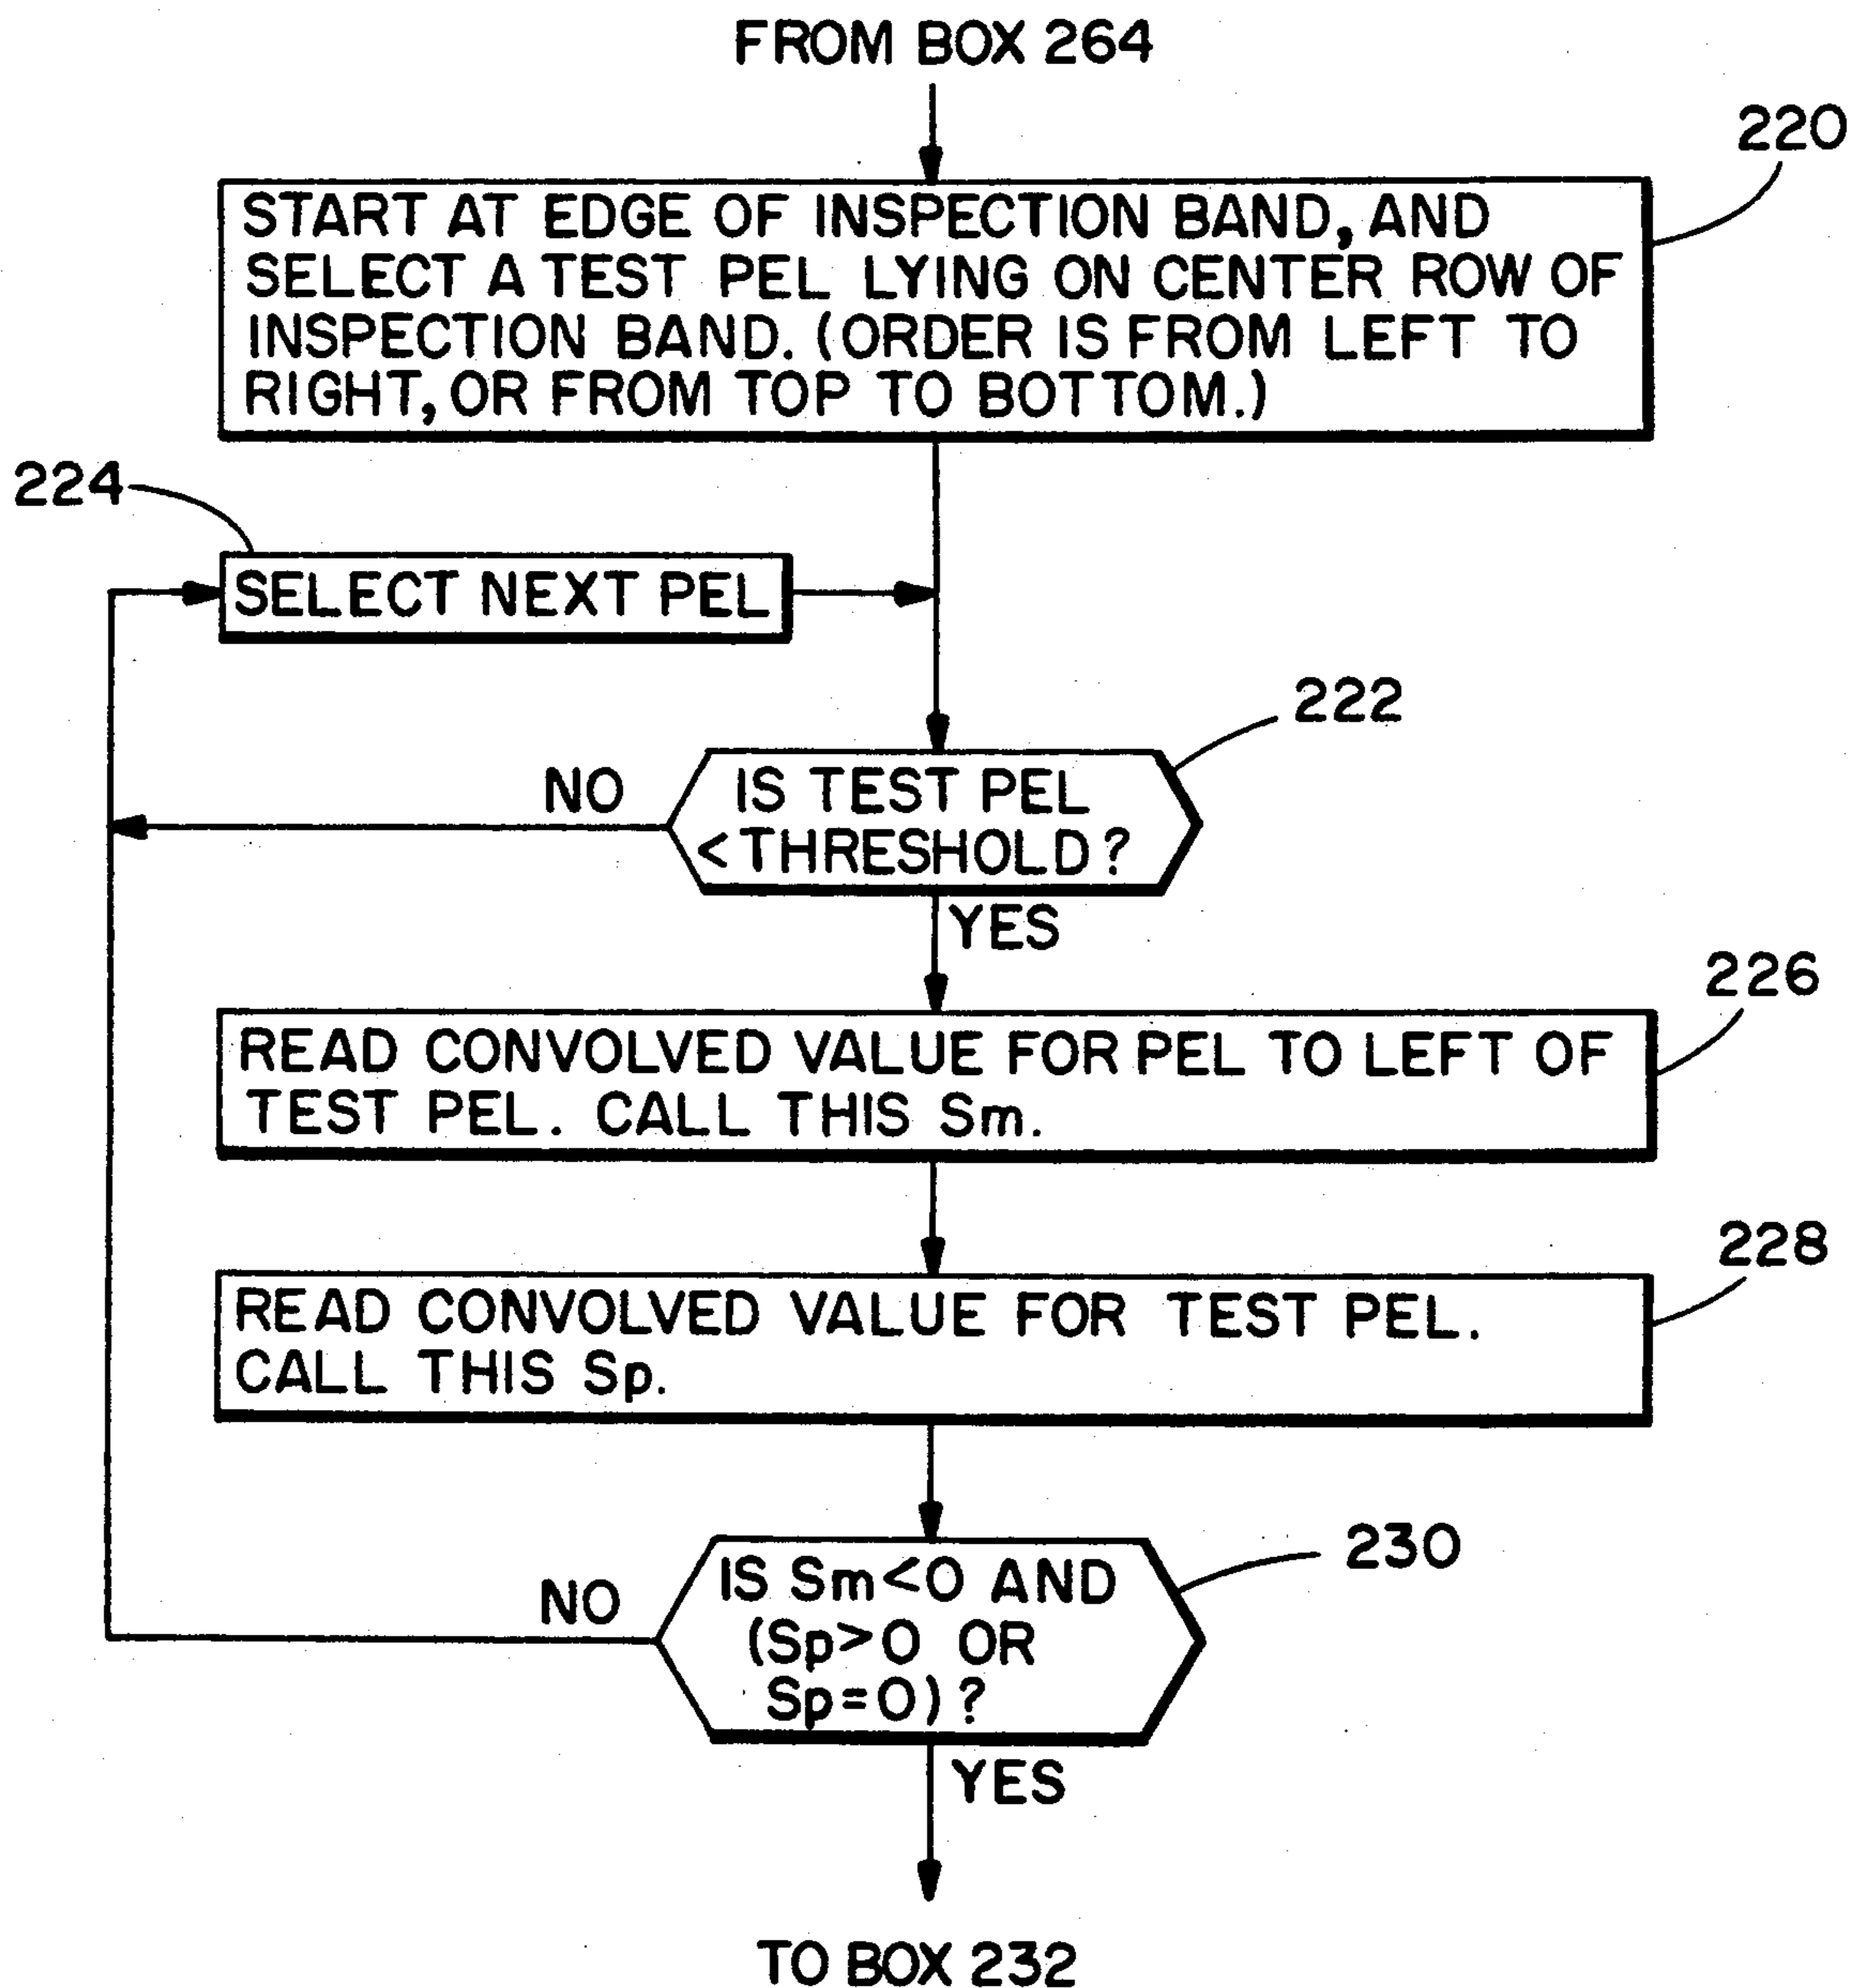 FROM BOX 264
220
START AT EDGE OF INSPECTION BAND, AND
SELECT A TEST PEL LYING ON CENTER ROW OF
INSPECTION BAND. (ORDER IS FROM LEFT TO
RIGHT, OR FROM TOP TO BOTTOM.)
224
SELECT NEXT PEL
222
NO
IS TEST PEL
<THRESHOLD?
YES
226
READ CONVOLVED VALUE FOR PEL TO LEFT OF
TEST PEL. CALL THIS Sm.
228
READ CONVOLVED VALUE FOR TEST PEL.
CALL THIS Sp.
230
NO
IS Sm<0 AND
(Sp>0 OR
Sp=0)?
YES
TO BOX 232